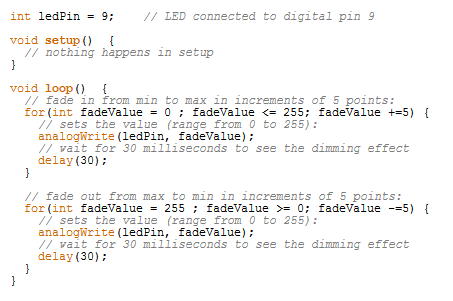 int ledPin = 9;    // LED connected to digital pin 9

void setup()  {
  // nothing happens in setup
}

void loop()  {
  // fade in from min to max in increments of 5 points:
  for(int fadeValue = 0 ; fadeValue <= 255; fadeValue +=5) {
    // sets the value (range from 0 to 255):
    analogWrite(ledPin, fadeValue);
    // wait for 30 milliseconds to see the dimming effect
    delay(30);
  }

  // fade out from max to min in increments of 5 points:
  for(int fadeValue = 255 ; fadeValue >= 0; fadeValue -=5) {
    // sets the value (range from 0 to 255):
    analogWrite(ledPin, fadeValue);
    // wait for 30 milliseconds to see the dimming effect
    delay(30);
  }
}